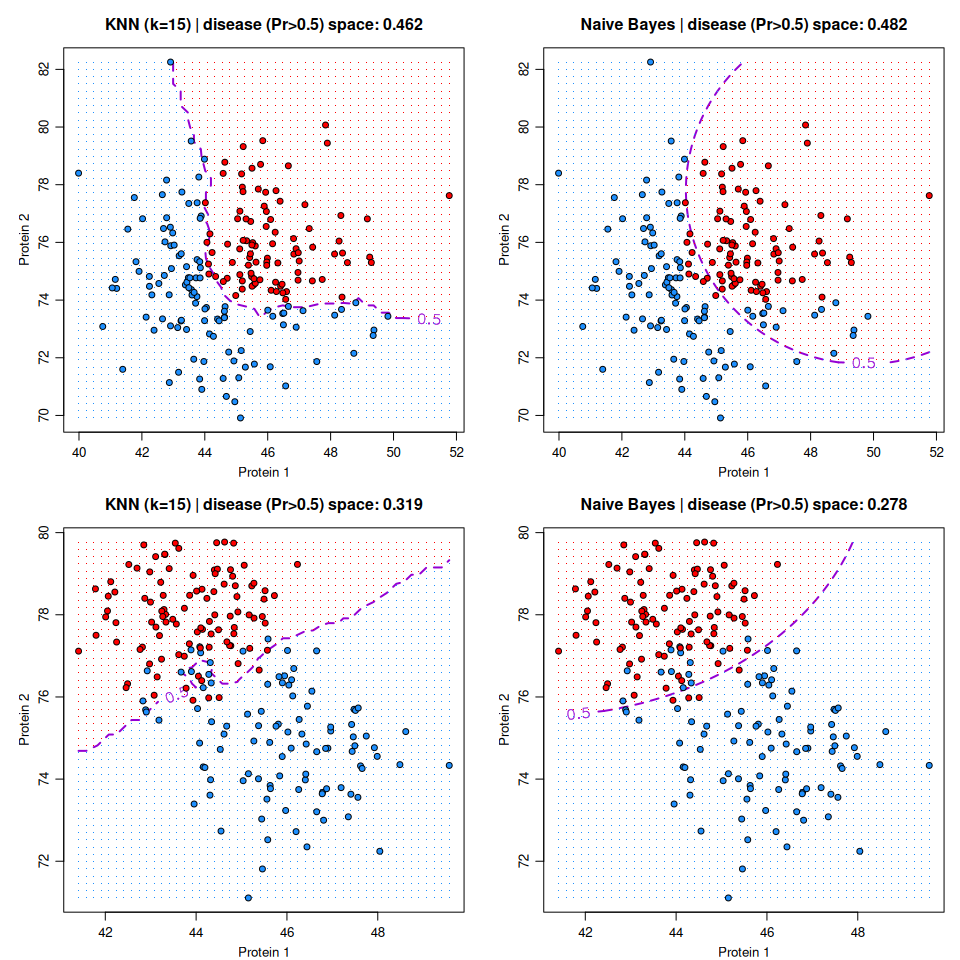 KNN (k=15) | disease (Pr>0.5) space: 0.462
82
80
78
76
74
72
70
Protein 2
0.5
40 42 44 46 48 50 52
Protein 1
Naive Bayes | disease (Pr>0.5) space: 0.482
82
80
78
76
74
72
70
Protein 2
0.5
40 42 44 46 48 50 52
Protein 1
KNN (k=15) | disease (Pr>0.5) space: 0.319
80
78
76
74
72
Protein 2
0.5
42 44 46 48
Protein 1
Naive Bayes | disease (Pr>0.5) space: 0.278
80
78
76
74
72
Protein 2
0.5
42 44 46 48
Protein 1